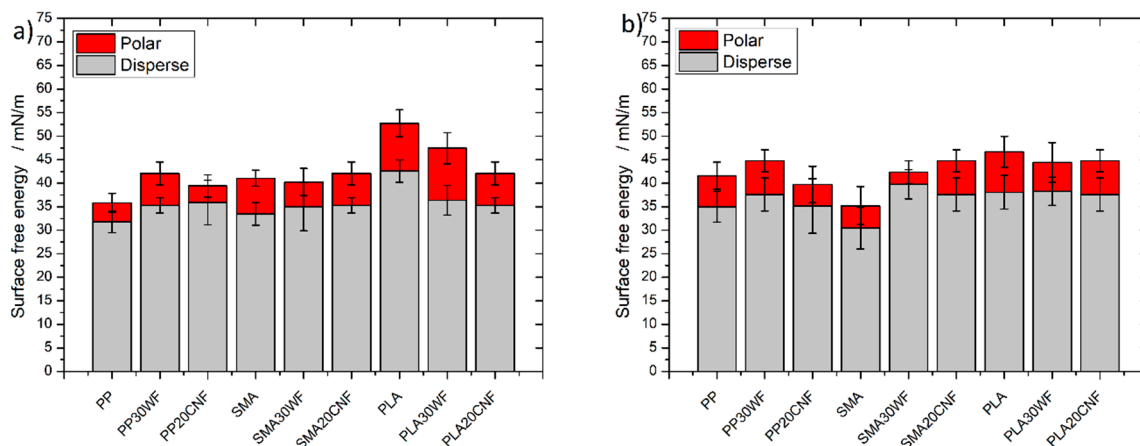 a)
Polar
Disperse
Surface free energy / mN/m
75
70
65
60
55
50
45
40
35
30
25
20
15
10
5
0
PP
PP30WF
PP20CNF
SMA
SMA30WF
SMA20CNF
PLA
PLA30WF
PLA20CNF
b)
Polar
Disperse
Surface free energy / mN/m
75
70
65
60
55
50
45
40
35
30
25
20
15
10
5
0
PP
PP30WF
PP20CNF
SMA
SMA30WF
SMA20CNF
PLA
PLA30WF
PLA20CNF